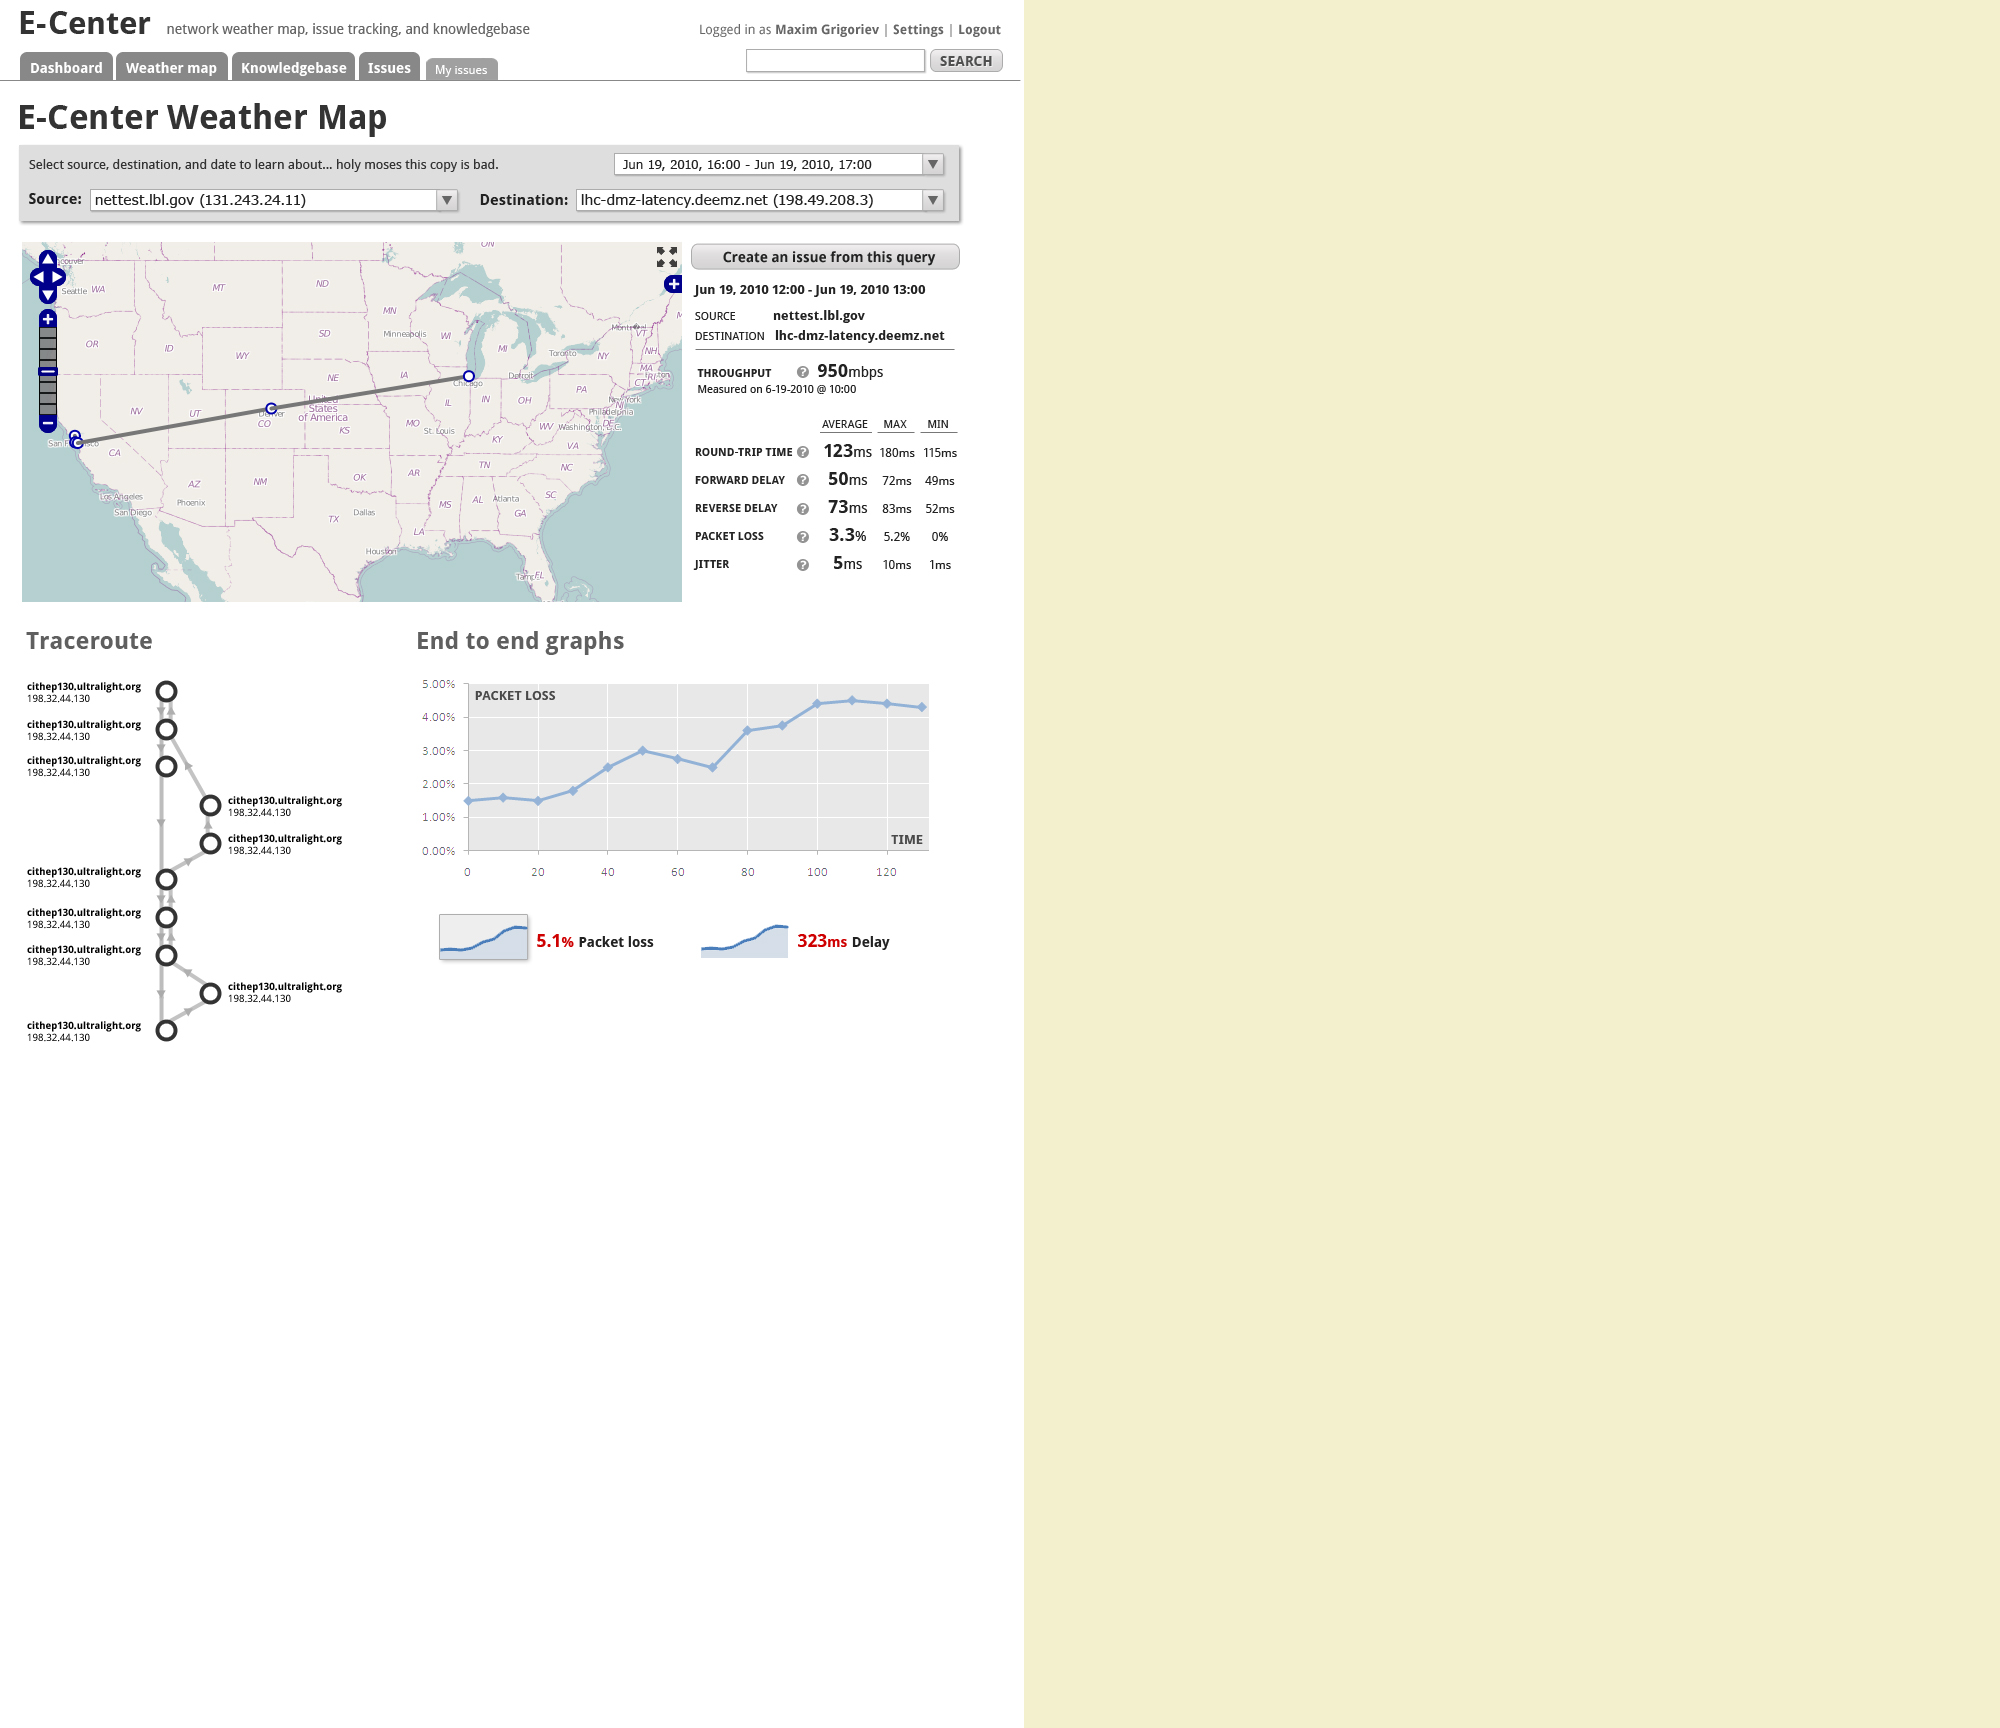 E-Center network weather map, issue tracking, and knowledgebase
Logged in as Maxim Grigoriev | Settings | Logout
Dashboard Weather map Knowledgebase Issues My issues SEARCH
E-Center Weather Map
Select source, destination, and date to learn about... holy moses this copy is bad.
Jun 19, 2010, 16:00 - Jun 19, 2010, 17:00
Source: nettest.lbl.gov (131.243.24.11) Destination: lhc-dmz-latency.deemz.net (198.49.208.3)
ON
Seattle WA
MT
ND
MN
Minneapolis
WI
OR
ID
SD
WY
MI
Toronto
VT
NY
NH
MA
CT
RI
NE
IA
Chicago
Detroit
PA
New York
NJ
Philadelphia
NV
UT
Denver
CO
United
States
of America
KS
MO
St. Louis
IL
IN
OH
WV
Washington, D.C.
DE
VA
KY
CA
Los Angeles
San Diego
AZ
Phoenix
NM
OK
AR
TN
NC
SC
TX
Dallas
MS
AL
Atlanta
GA
LA
Houston
FL
Create an issue from this query
Jun 19, 2010 12:00 - Jun 19, 2010 13:00
SOURCE nettest.lbl.gov
DESTINATION lhc-dmz-latency.deemz.net
THROUGHPUT ? 950mbps
Measured on 6-19-2010 @ 10:00
AVERAGE MAX MIN
ROUND-TRIP TIME ? 123ms 180ms 115ms
FORWARD DELAY ? 50ms 72ms 49ms
REVERSE DELAY ? 73ms 83ms 52ms
PACKET LOSS ? 3.3% 5.2% 0%
JITTER ? 5ms 10ms 1ms
Traceroute
cithep130.ultralight.org
198.32.44.130
cithep130.ultralight.org
198.32.44.130
cithep130.ultralight.org
198.32.44.130
cithep130.ultralight.org
198.32.44.130
cithep130.ultralight.org
198.32.44.130
cithep130.ultralight.org
198.32.44.130
cithep130.ultralight.org
198.32.44.130
cithep130.ultralight.org
198.32.44.130
cithep130.ultralight.org
198.32.44.130
cithep130.ultralight.org
198.32.44.130
End to end graphs
PACKET LOSS
5.00%
4.00%
3.00%
2.00%
1.00%
0.00%
TIME
0 20 40 60 80 100 120
5.1% Packet loss 323ms Delay